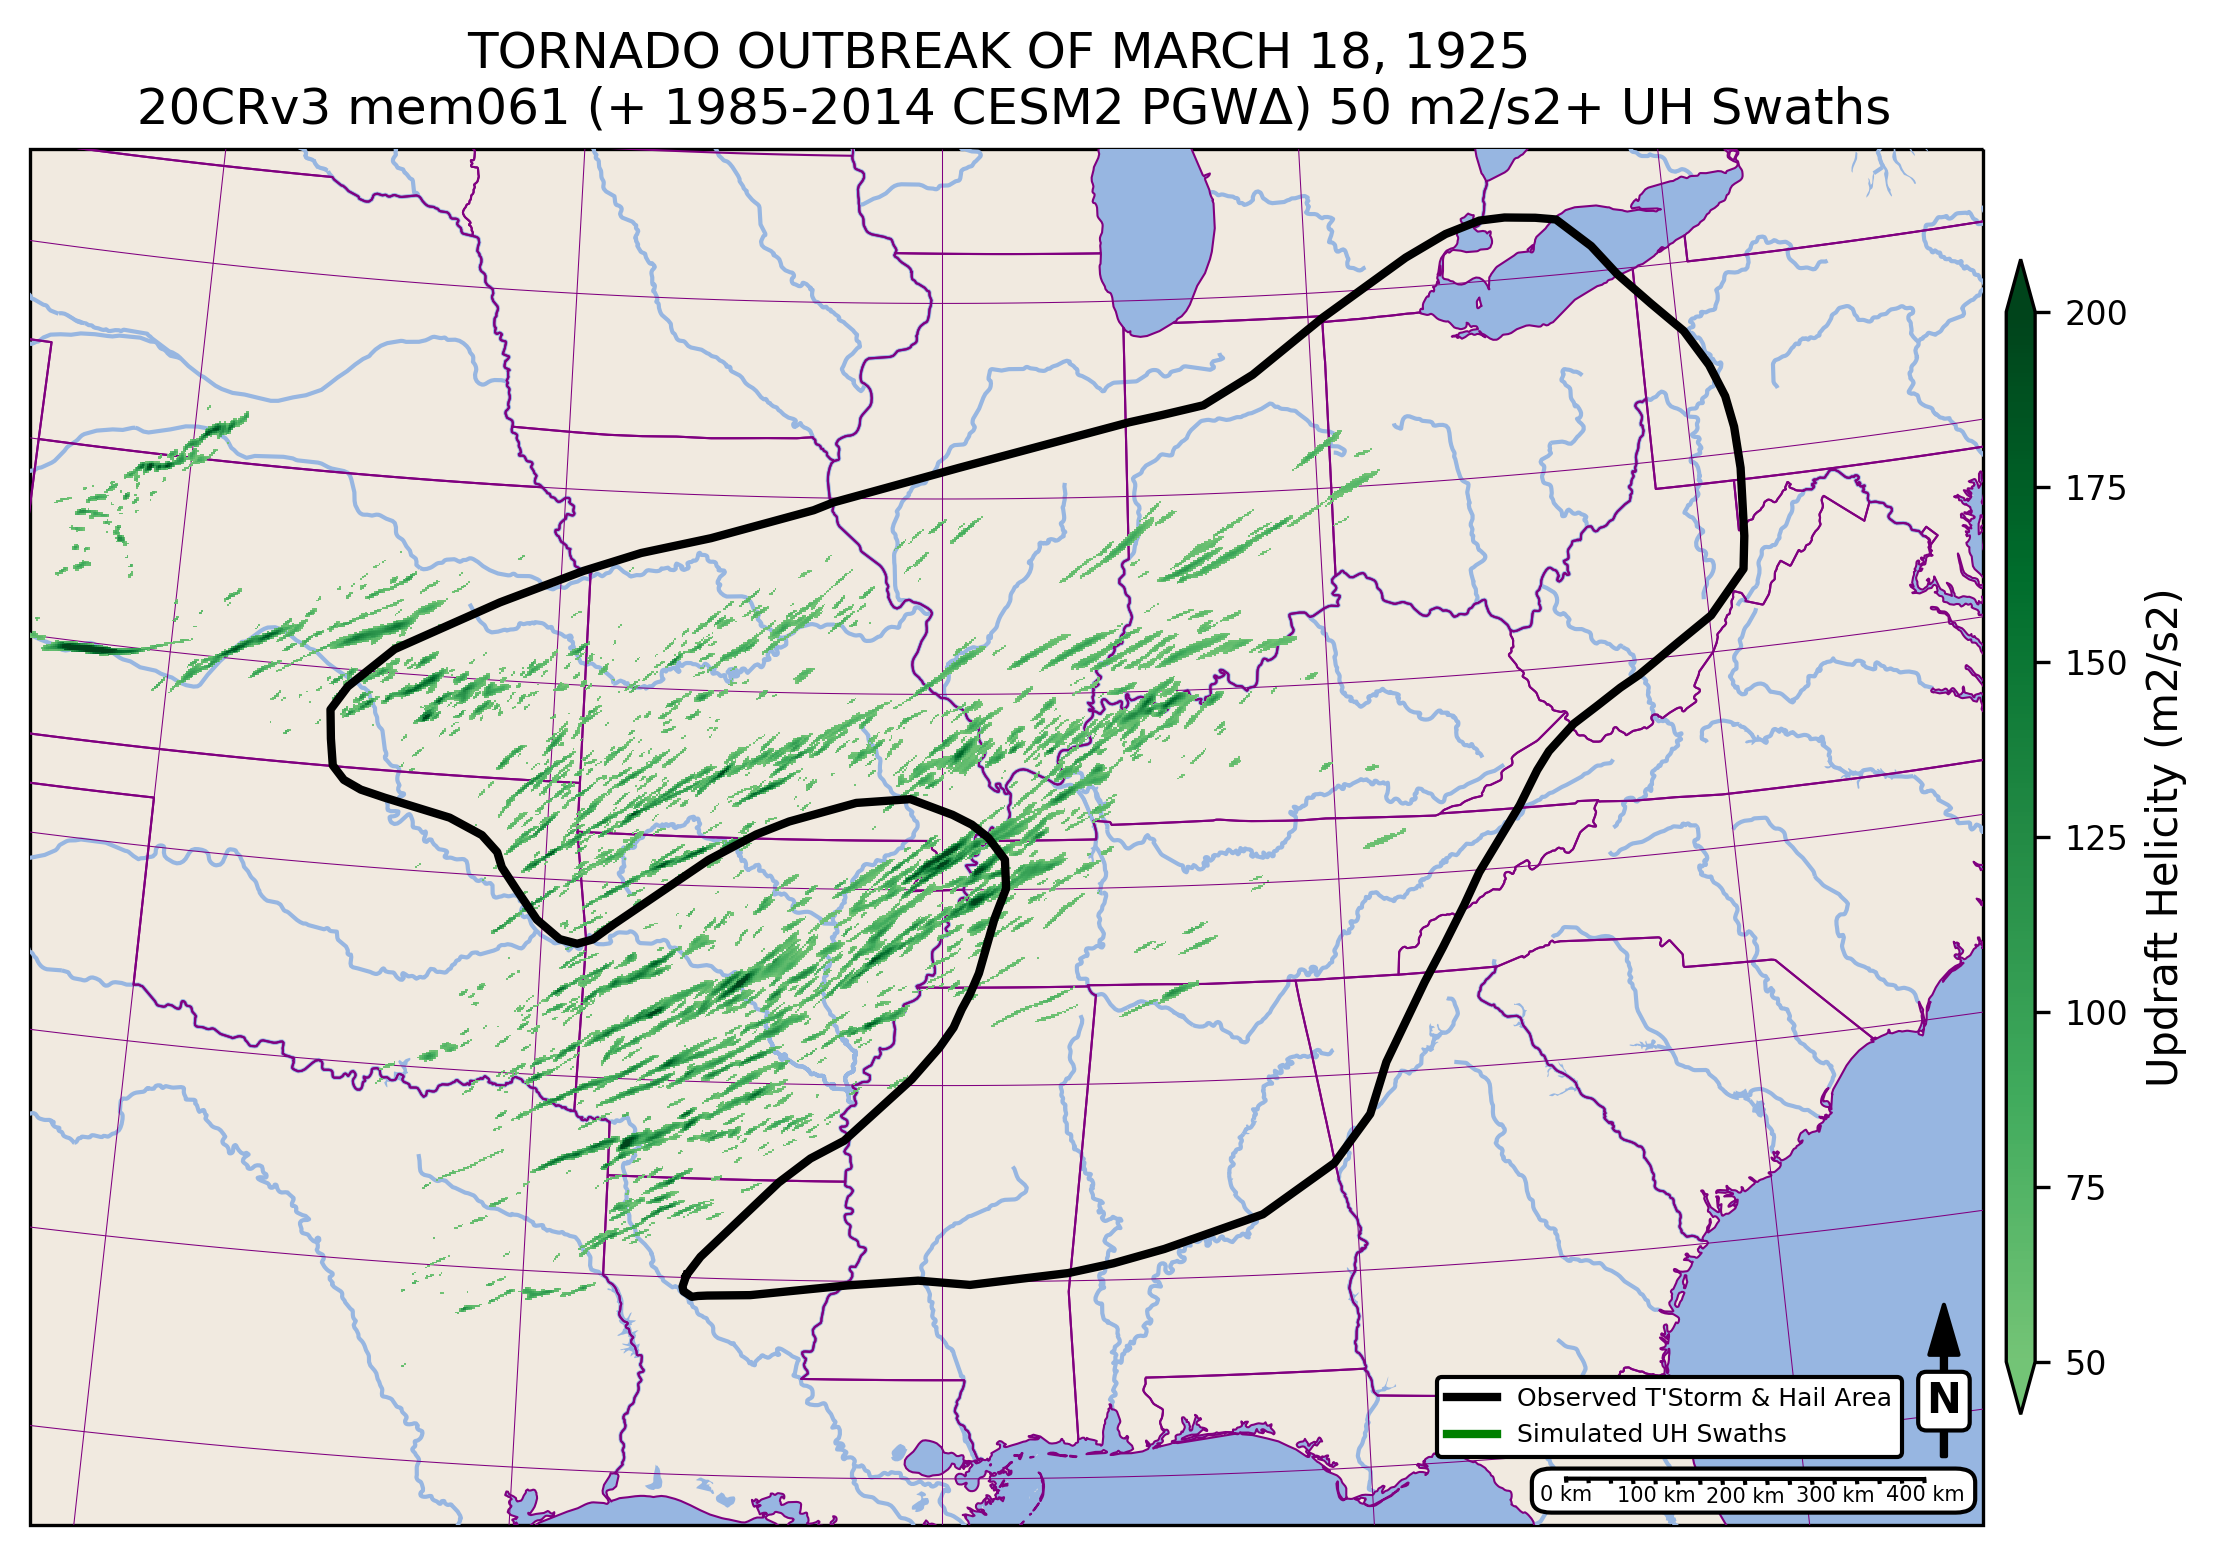 TORNADO OUTBREAK OF MARCH 18, 1925
20CRv3 mem061 (+ 1985-2014 CESM2 PGWΔ) 50 m2/s2+ UH Swaths
200
175
150
125
100
75
50
Updraft Helicity (m2/s2)
Observed T'Storm & Hail Area
Simulated UH Swaths
N
0 km 100 km 200 km 300 km 400 km